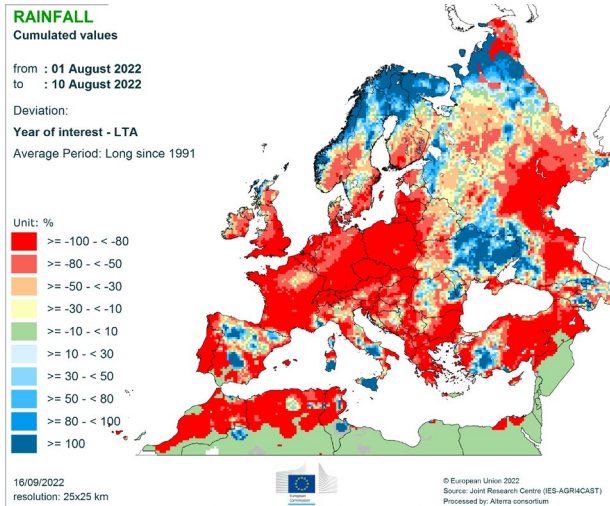 RAINFALL
Cumulated values
from : 01 August 2022
to : 10 August 2022
Deviation:
Year of interest - LTA
Average Period: Long since 1991
Unit: %
>= -100 - < -80
>= -80 - < -50
>= -50 - < -30
>= -30 - < -10
>= -10 - < 10
>= 10 - < 30
>= 30 - < 50
>= 50 - < 80
>= 80 - < 100
>= 100
16/09/2022
resolution: 25x25 km
European
Commission
© European Union 2022
Source: Joint Research Centre (IES-AGRI4CAST)
Processed by: Alterra consortium